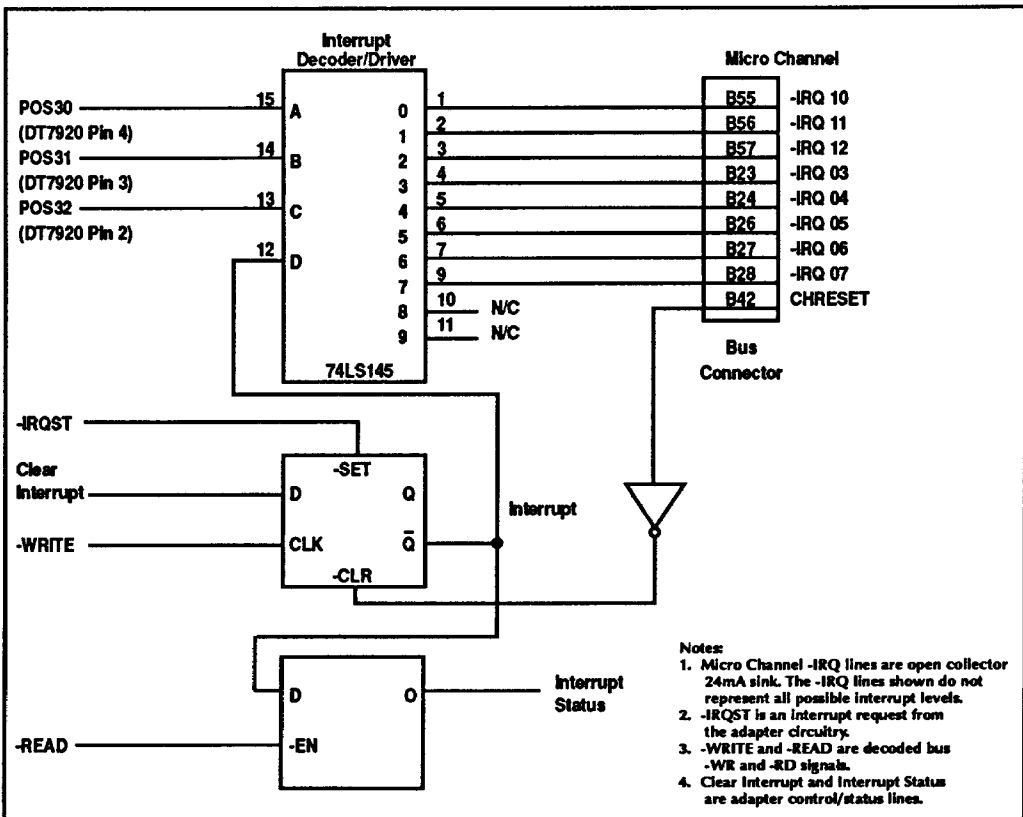 Interrupt
Decoder/Driver
Micro Channel
POS30
(DT7920 Pin 4)
POS31
(DT7920 Pin 3)
POS32
(DT7920 Pin 2)
15 A
14 B
13 C
12 D
0 1
1 2
2 3
3 4
4 5
5 6
6 7
7 9
8 10 N/C
9 11 N/C
74LS145
B55 -IRQ 10
B56 -IRQ 11
B57 -IRQ 12
B23 -IRQ 03
B24 -IRQ 04
B26 -IRQ 05
B27 -IRQ 06
B28 -IRQ 07
B42 CHRESET
Bus
Connector
-IRQST
Clear
Interrupt
-WRITE
-SET
D Q
CLK Q̅
-CLR
Interrupt
D O
-EN
-READ
Interrupt
Status
Notes:
1. Micro Channel -IRQ lines are open collector
24mA sink. The -IRQ lines shown do not
represent all possible interrupt levels.
2. -IRQST is an interrupt request from
the adapter circuitry.
3. -WRITE and -READ are decoded bus
-WR and -RD signals.
4. Clear Interrupt and Interrupt Status
are adapter control/status lines.